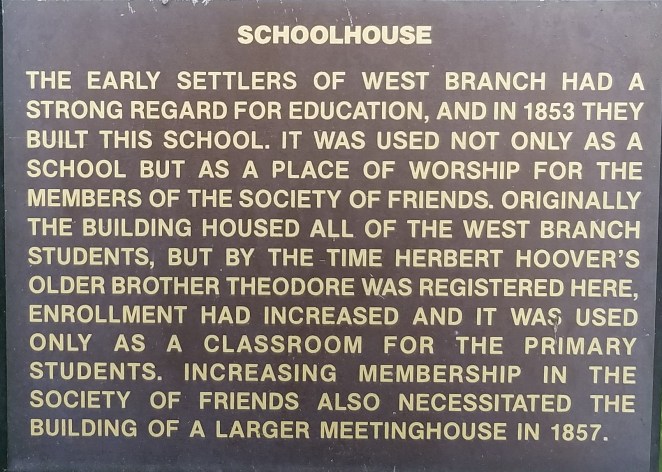 SCHOOLHOUSE
THE EARLY SETTLERS OF WEST BRANCH HAD A
STRONG REGARD FOR EDUCATION, AND IN 1853 THEY
BUILT THIS SCHOOL. IT WAS USED NOT ONLY AS A
SCHOOL BUT AS A PLACE OF WORSHIP FOR THE
MEMBERS OF THE SOCIETY OF FRIENDS. ORIGINALLY
THE BUILDING HOUSED ALL OF THE WEST BRANCH
STUDENTS, BUT BY THE TIME HERBERT HOOVER'S
OLDER BROTHER THEODORE WAS REGISTERED HERE,
ENROLLMENT HAD INCREASED AND IT WAS USED
ONLY AS A CLASSROOM FOR THE PRIMARY
STUDENTS. INCREASING MEMBERSHIP IN THE
SOCIETY OF FRIENDS ALSO NECESSITATED THE
BUILDING OF A LARGER MEETINGHOUSE IN 1857.